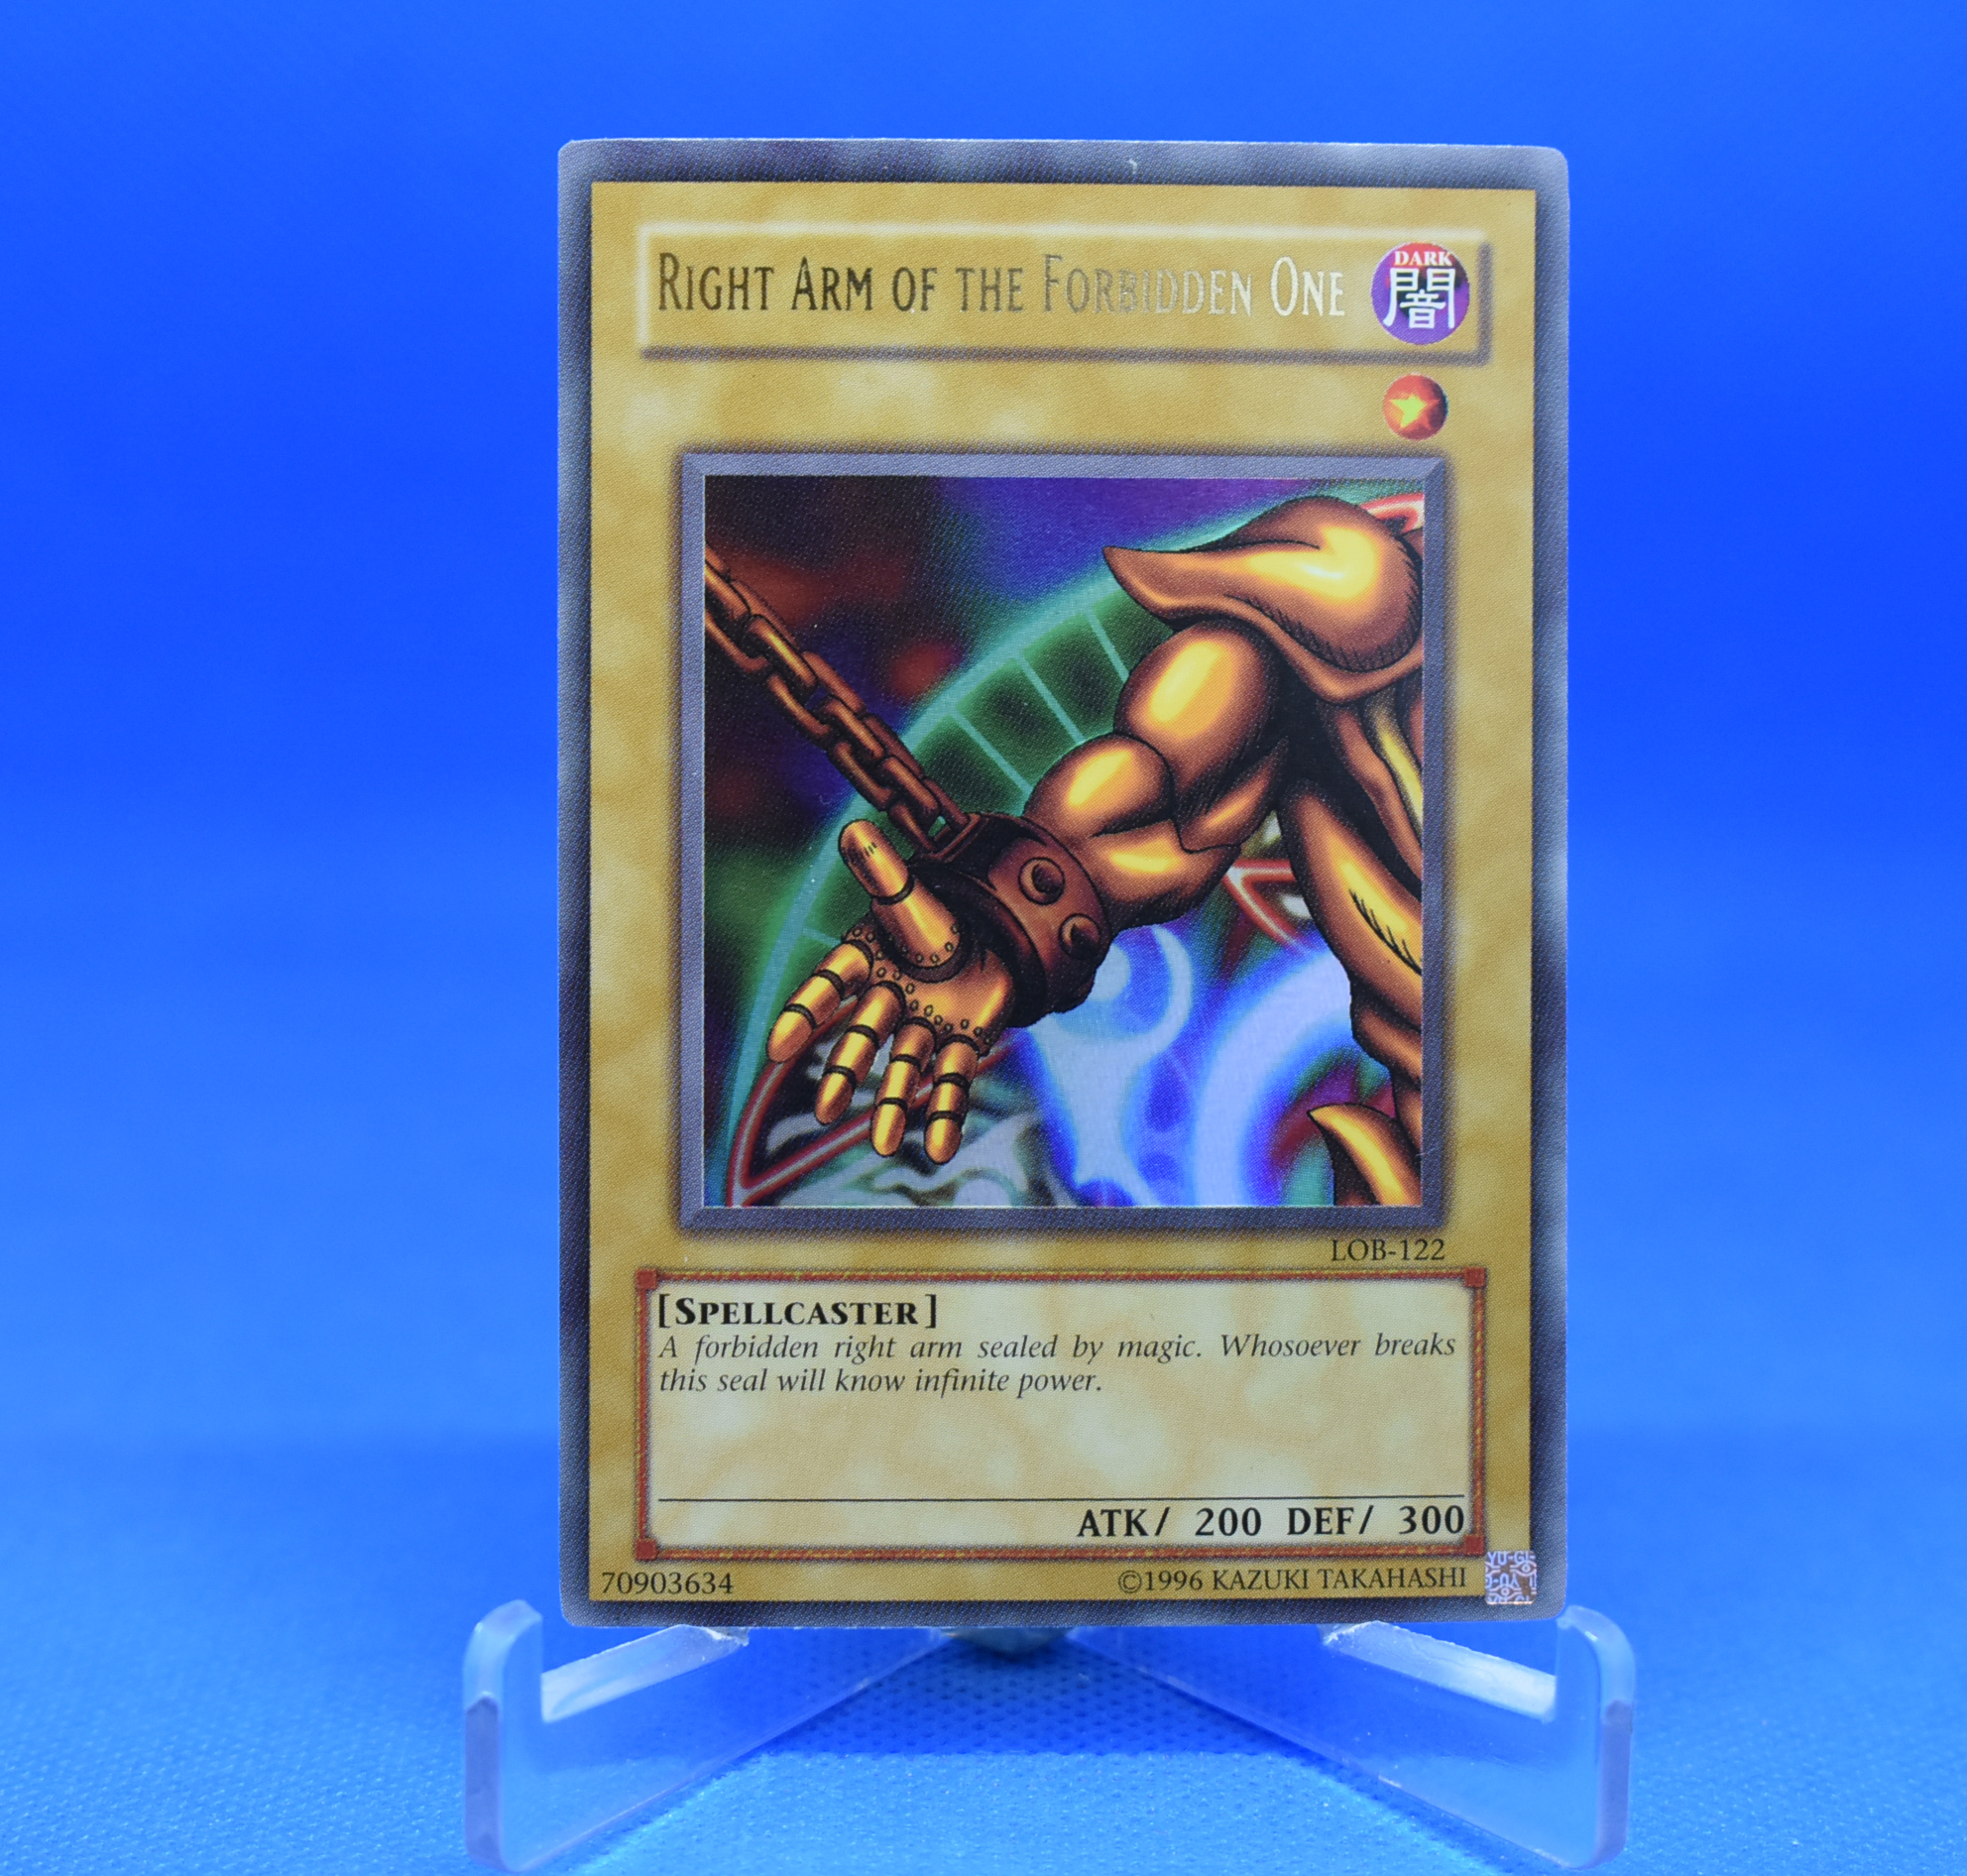 RIGHT ARM OF THE FORBIDDEN ONE
DARK
闇
LOB-122
[SPELLCASTER]
A forbidden right arm sealed by magic. Whosoever breaks
this seal will know infinite power.
ATK/ 200 DEF/ 300
70903634
©1996 KAZUKI TAKAHASHI